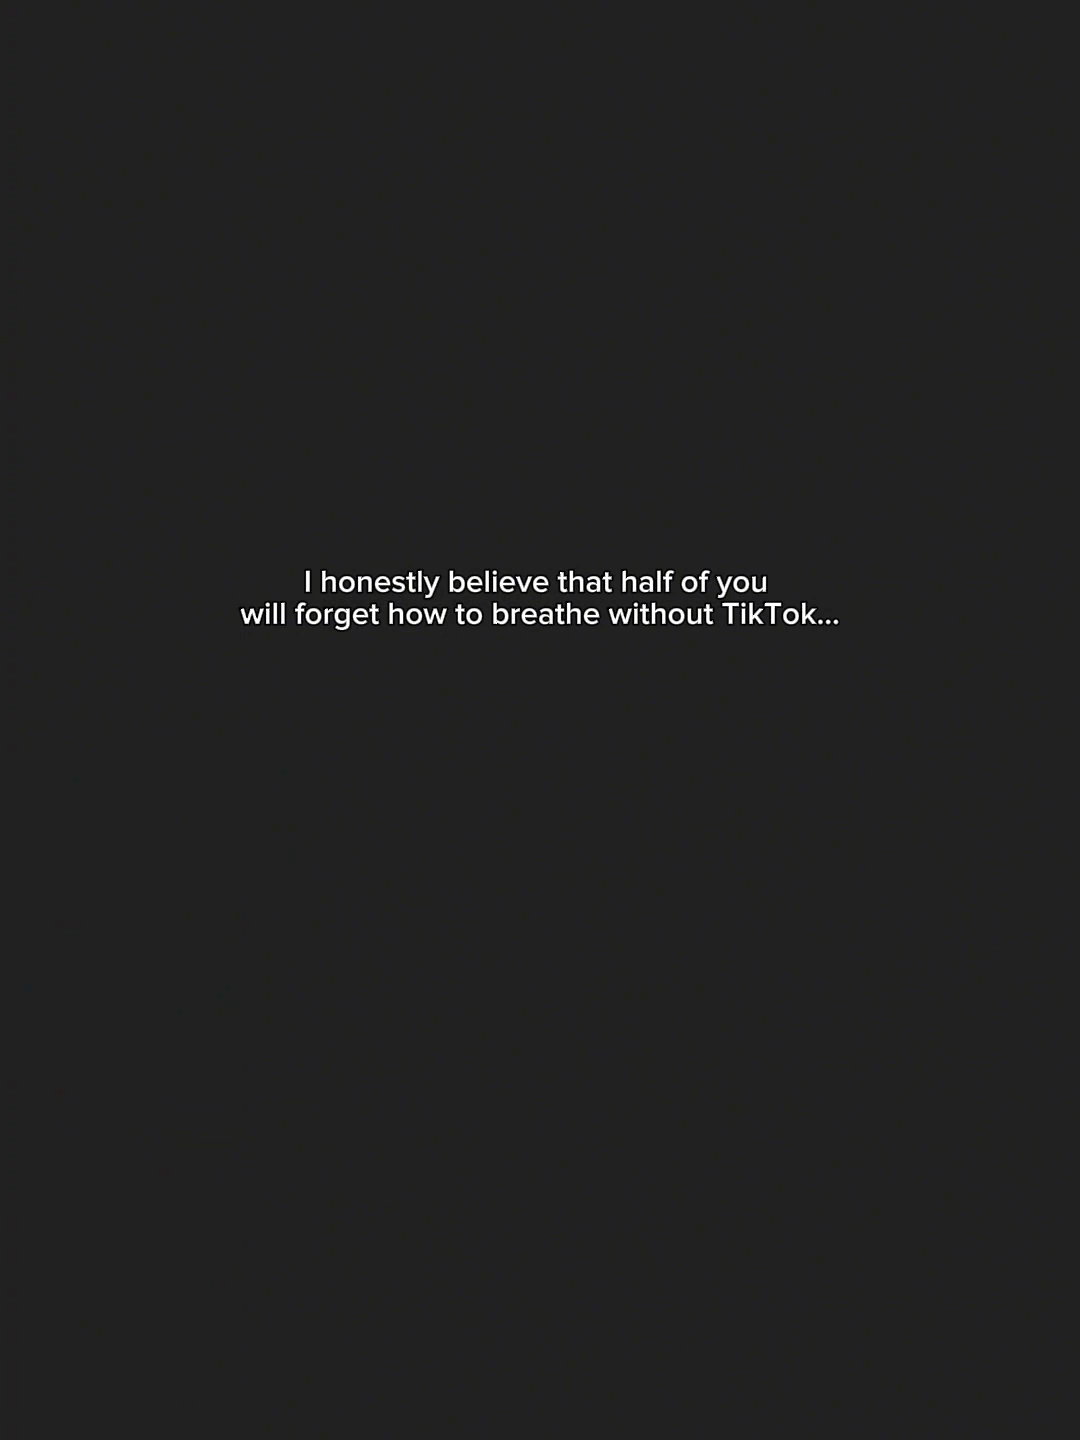 I honestly believe that half of you
will forget how to breathe without TikTok...